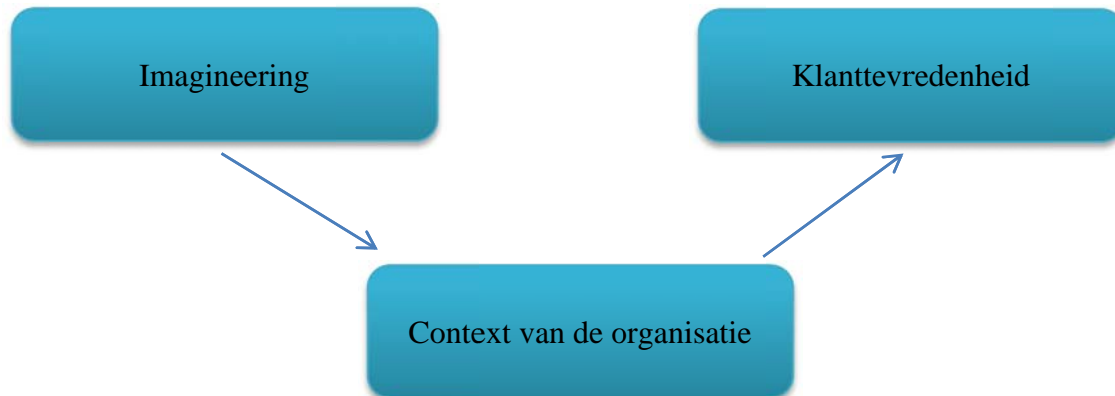 Imagineering
Klanttevredenheid
Context van de organisatie